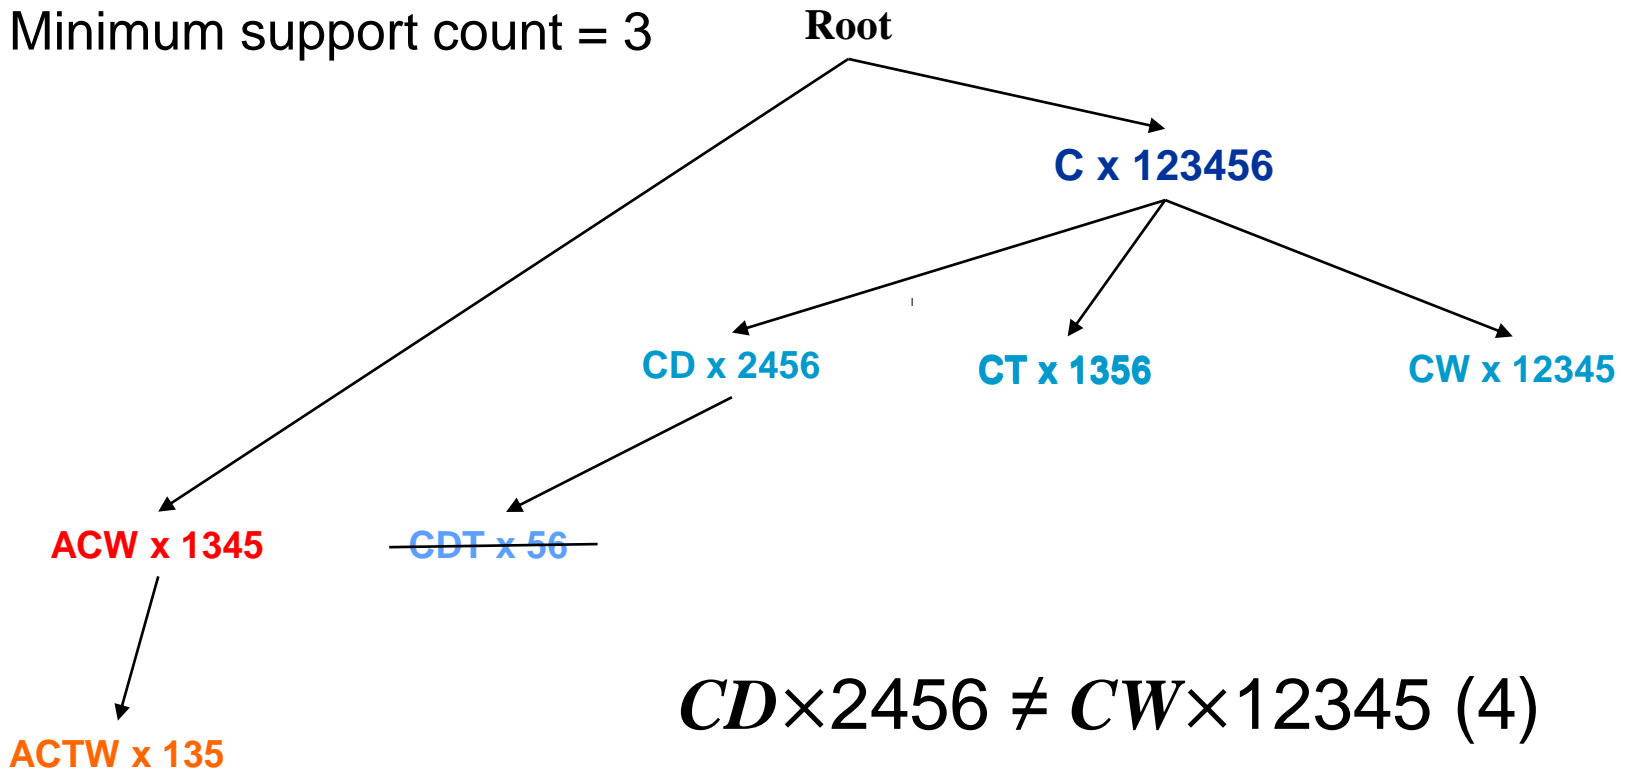 Minimum support count = 3
Root
C x 123456
CD x 2456
CT x 1356
CW x 12345
ACW x 1345
CDT x 56
CD×2456 ≠ CW×12345 (4)
ACTW x 135